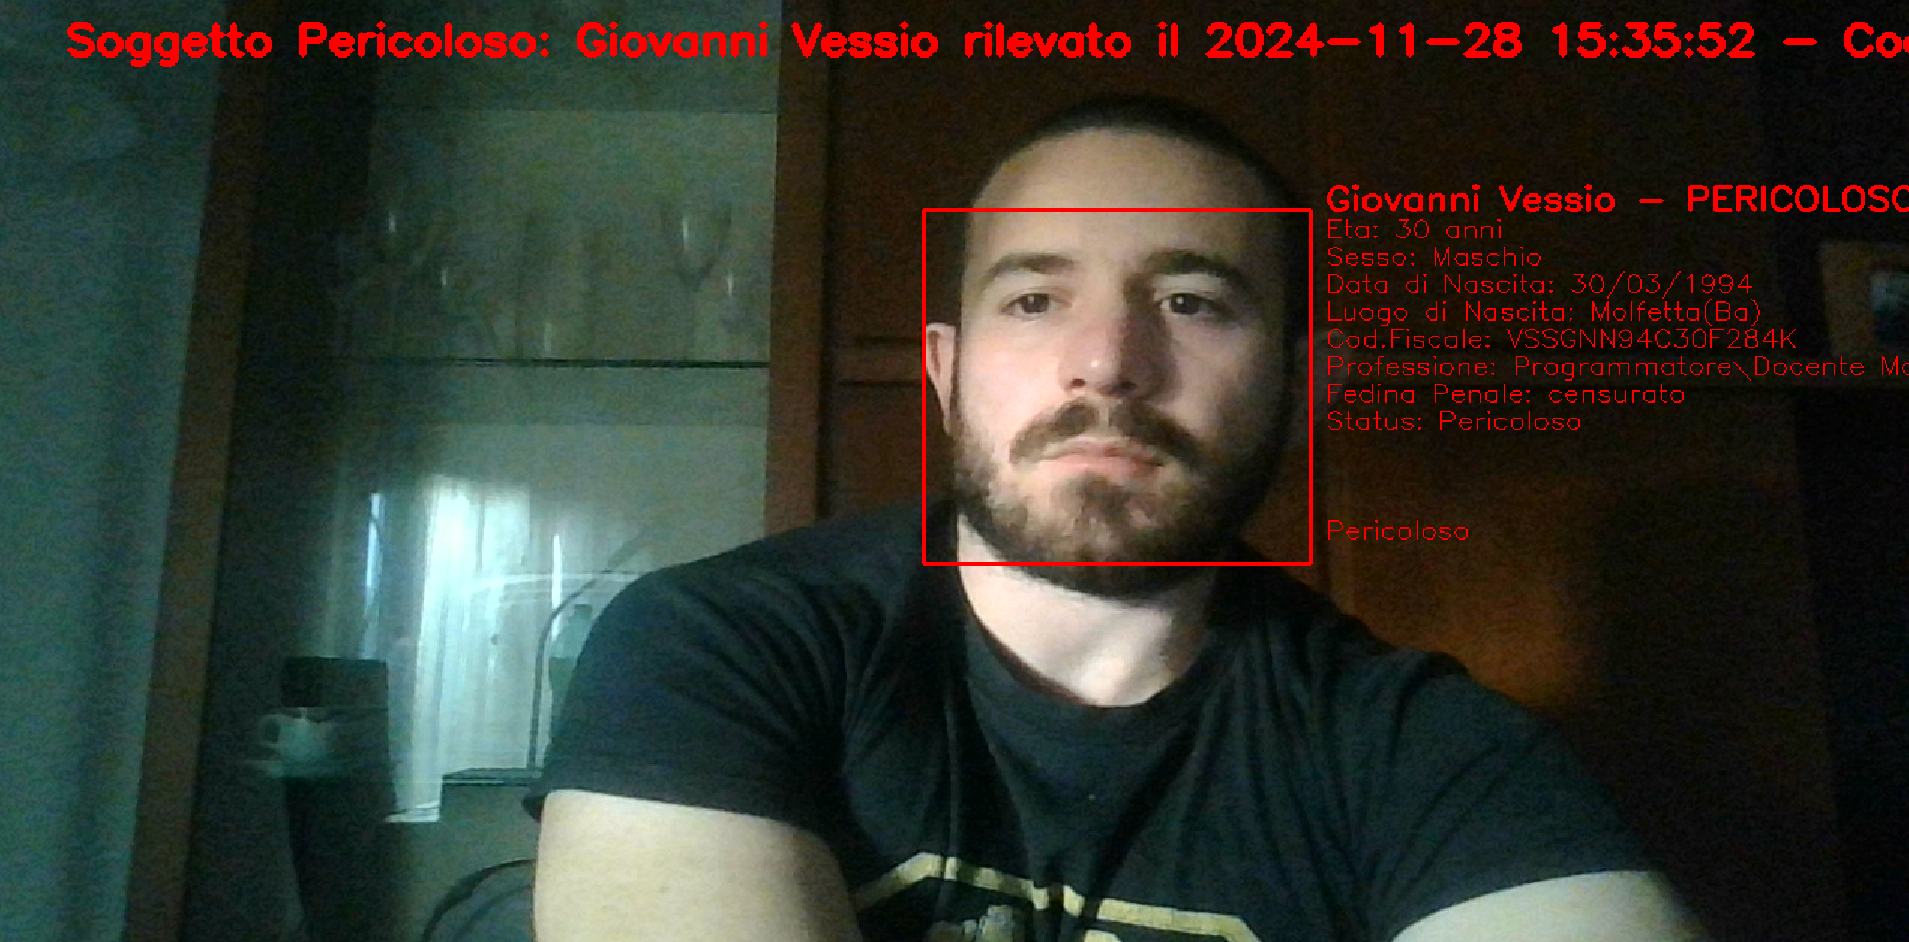 Soggetto Pericoloso: Giovanni Vessio rilevato il 2024-11-28 15:35:52 -
Giovanni Vessio - PERICOLOSO
Eta: 30 anni
Sesso: Maschio
Data di Nascita: 30/03/1994
Luogo di Nascita: Molfetta(Ba)
Cod.Fiscale: VSSGNN94C30F284K
Professione: Programmatore\Docente
Fedina Penale: censurato
Status: Pericoloso
Pericoloso